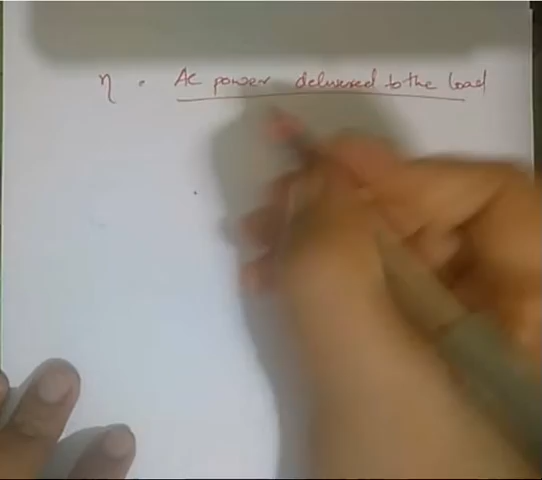 η = AC power delivered to the load